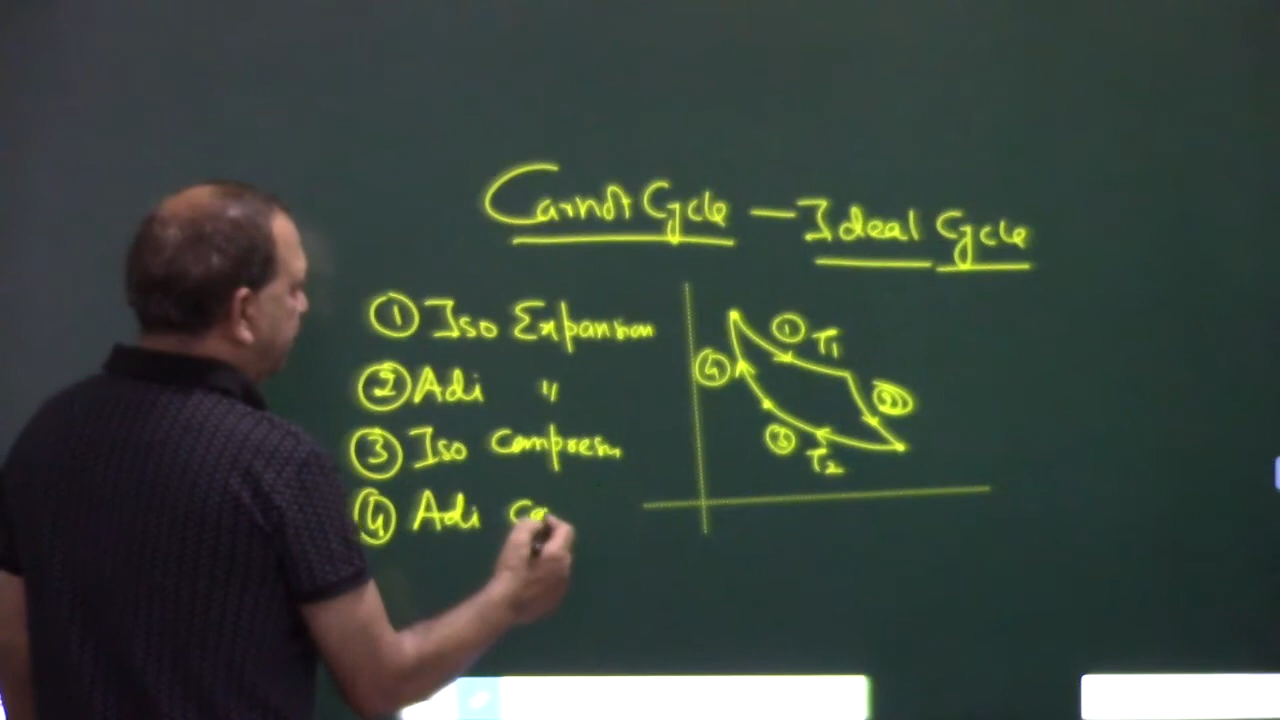 Carnot Cycle — Ideal Cycle
① Iso Expansion
② Adi "
③ Iso Compresn
④ Adi Co
① T₁
④
②
③ T₂